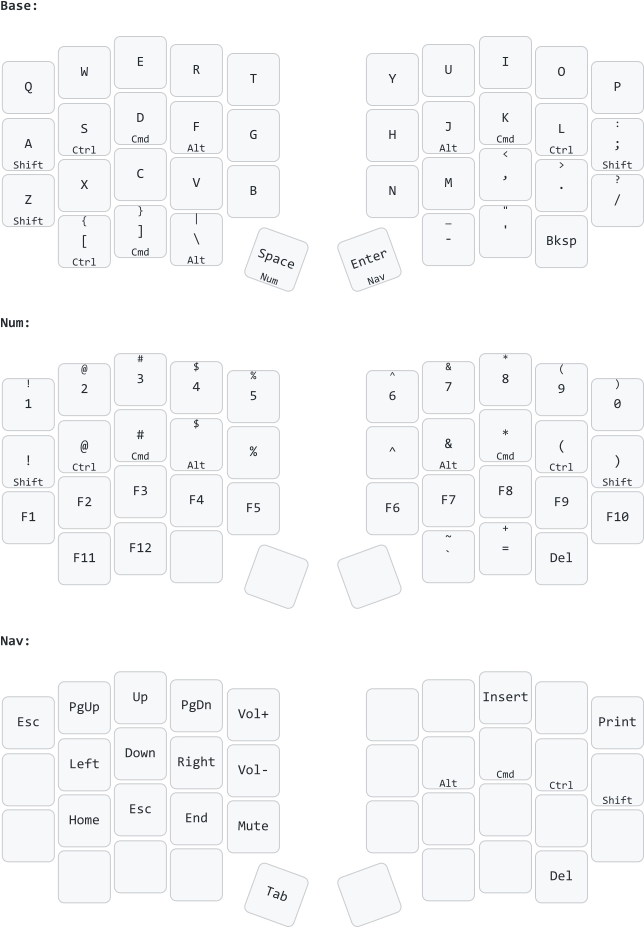 Base:
Q W E R T Y U I O P
A Shift S Ctrl D Cmd F Alt G H J Alt K Cmd L Ctrl : ; Shift
Z Shift X C V B N M < , > . ? /
{ [ Ctrl } ] Cmd | \ Alt Space Num Enter Nav _ - " ' Bksp
Num:
! 1 @ 2 # 3 $ 4 % 5 ^ 6 & 7 * 8 ( 9 ) 0
! Shift @ Ctrl # Cmd $ Alt % ^ & Alt * Cmd ( Ctrl ) Shift
F1 F2 F3 F4 F5 F6 F7 F8 F9 F10
F11 F12 ~ ` + = Del
Nav:
Esc PgUp Up PgDn Vol+ Insert Print
Left Down Right Vol- Alt Cmd Ctrl Shift
Home Esc End Mute
Tab Del